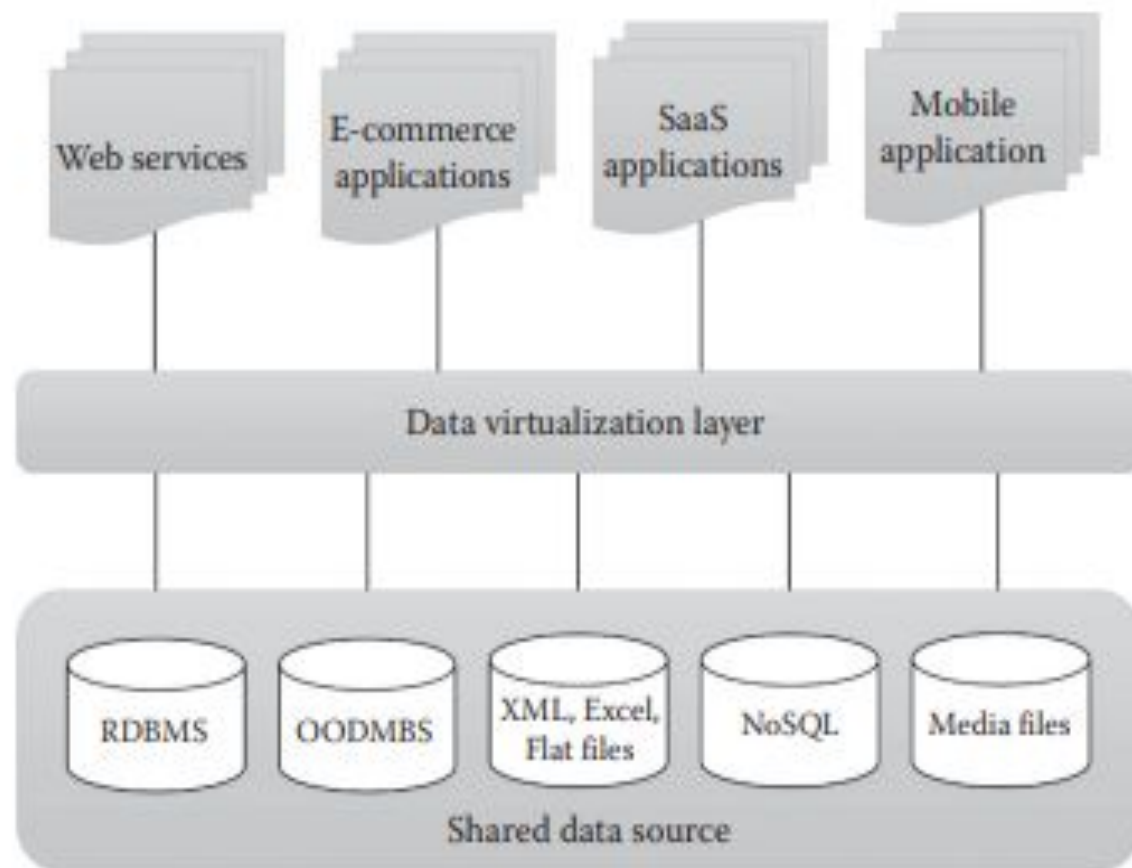 Web services
E-commerce
applications
SaaS
applications
Mobile
application
Data virtualization layer
RDBMS
OODMBS
XML, Excel,
Flat files
NoSQL
Media files
Shared data source